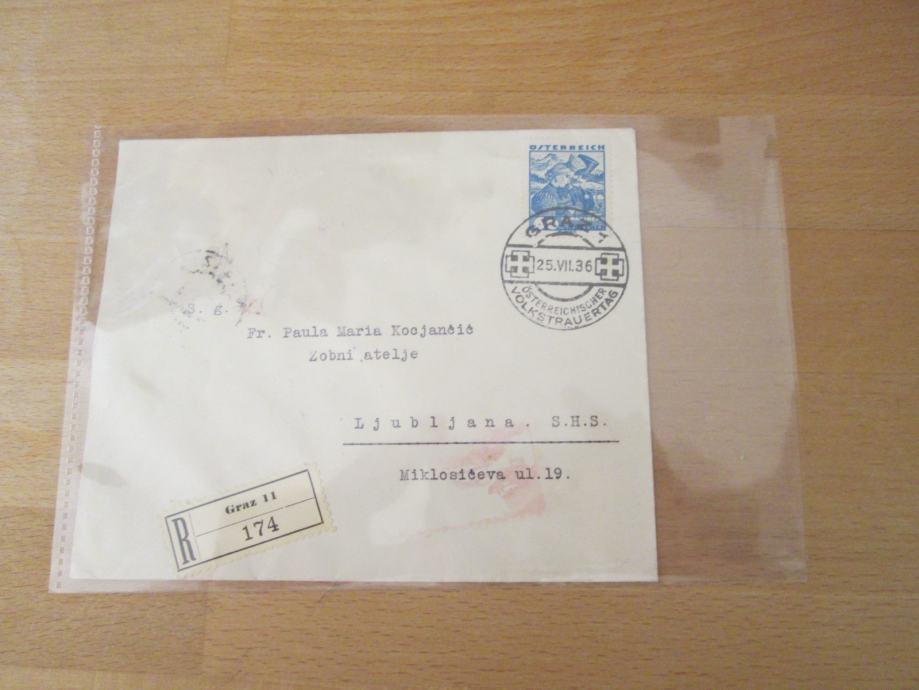 ÖSTERREICH
GRAZ 1
25.VII.36
ÖSTERREICHISCHER
VOLKSTRAUERTAG
S. g.
Fr. Paula Maria Kocjančič
Zobni atelje
Ljubljana. S.H.S.
Miklosičeva ul.19.
R
Graz 11
174